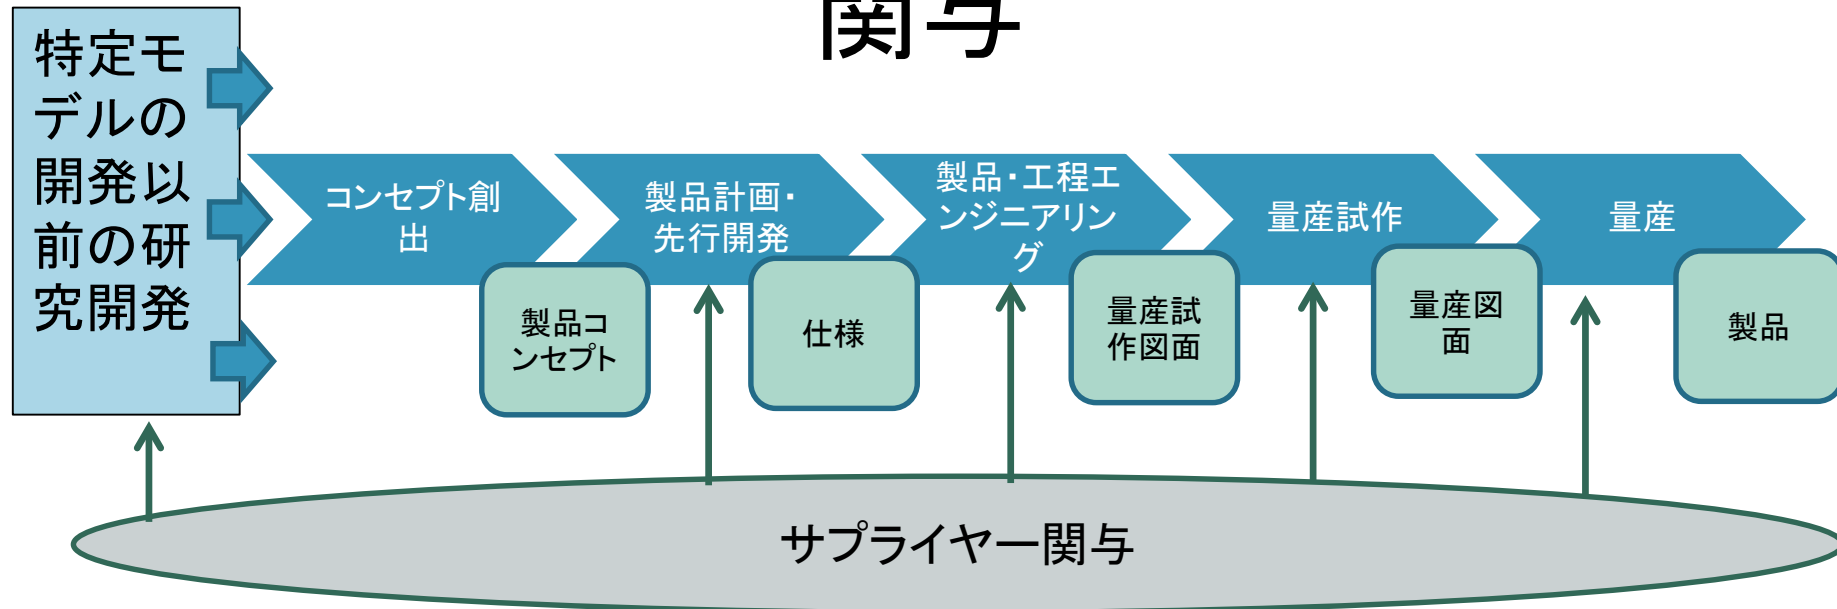 関与
特定モ
デルの
開発以
前の研
究開発
コンセプト創
出
製品計画・
先行開発
製品・工程エ
ンジニアリン
グ
量産試作
量産
製品コ
ンセプト
仕様
量産試
作図面
量産図
面
製品
サプライヤー関与